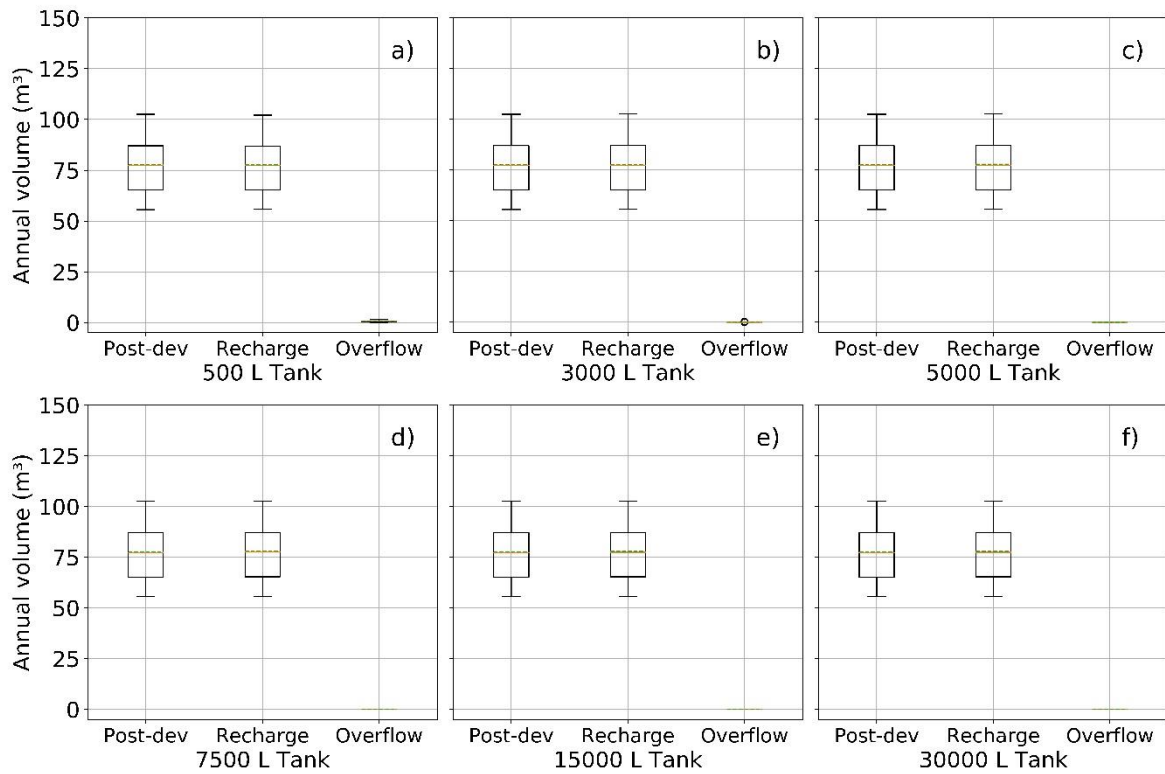 150
125
100
75
50
25
0
Annual volume (m³)
a)
Post-dev Recharge Overflow
500 L Tank
b)
Post-dev Recharge Overflow
3000 L Tank
c)
Post-dev Recharge Overflow
5000 L Tank
150
125
100
75
50
25
0
Annual volume (m³)
d)
Post-dev Recharge Overflow
7500 L Tank
e)
Post-dev Recharge Overflow
15000 L Tank
f)
Post-dev Recharge Overflow
30000 L Tank